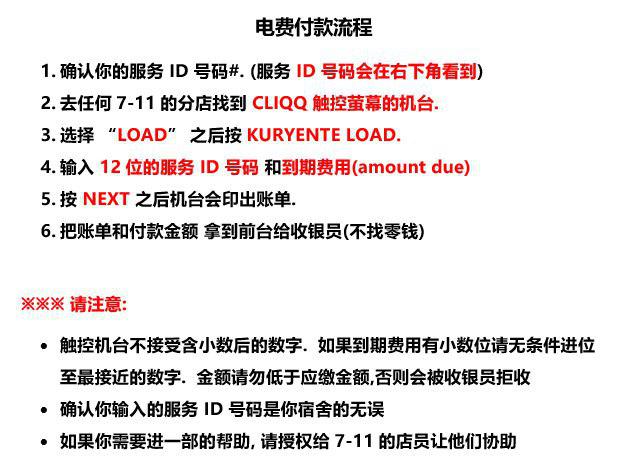 电费付款流程
1. 确认你的服务 ID 号码#. (服务 ID 号码会在右下角看到)
2. 去任何 7-11 的分店找到 CLIQQ 触控萤幕的机台.
3. 选择 “LOAD” 之后按 KURYENTE LOAD.
4. 输入 12 位的服务 ID 号码 和到期费用(amount due)
5. 按 NEXT 之后机台会印出账单.
6. 把账单和付款金额 拿到前台给收银员(不找零钱)
※※※ 请注意:
• 触控机台不接受含小数后的数字. 如果到期费用有小数位请无条件进位
至最接近的数字. 金额请勿低于应缴金额,否则会被收银员拒收
• 确认你输入的服务 ID 号码是你宿舍的无误
• 如果你需要进一部的帮助, 请授权给 7-11 的店员让他们协助